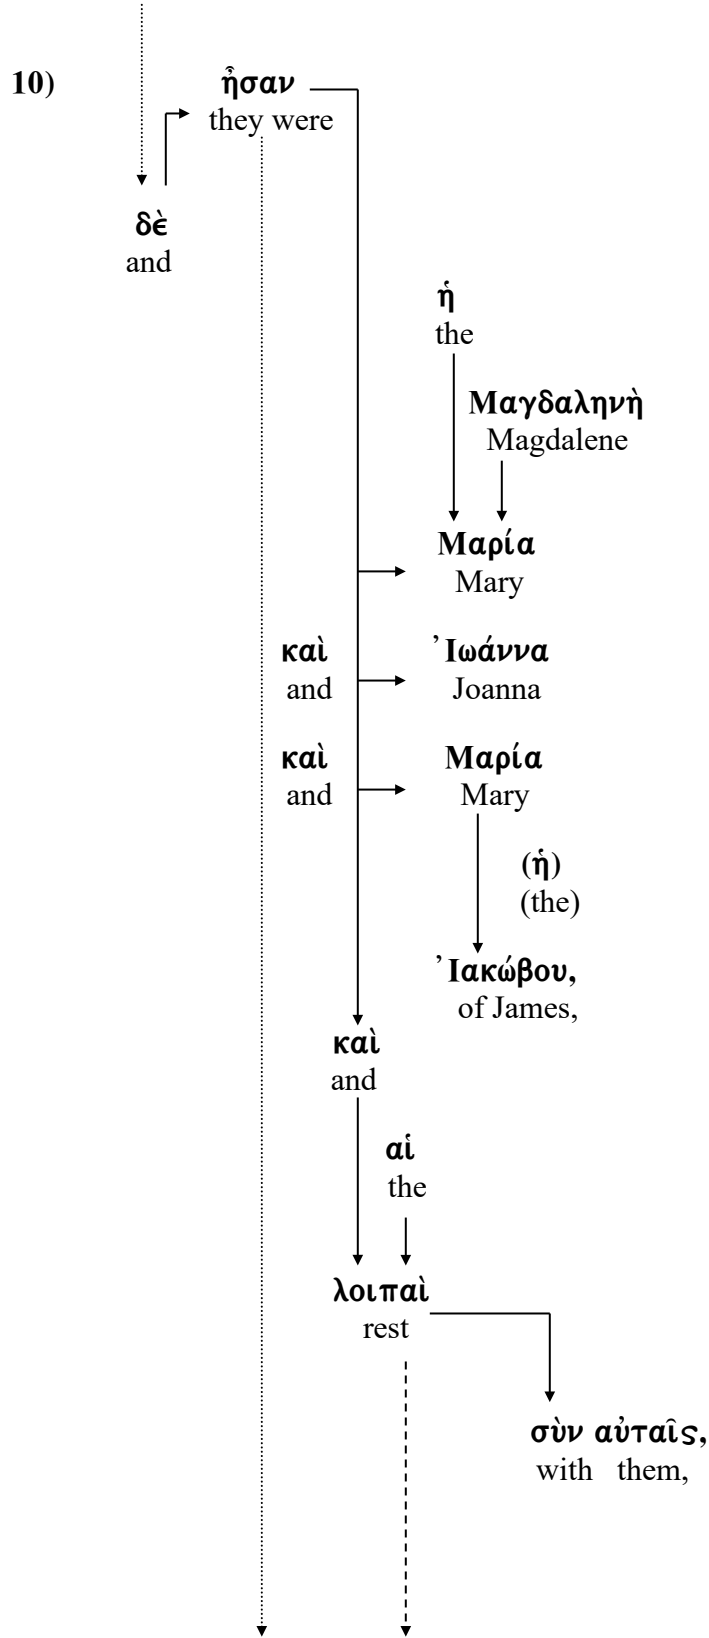 10) ἦσαν
they were
δὲ
and
ἡ
the
Μαγδαληνὴ
Magdalene
Μαρία
Mary
καὶ Ἰωάννα
and Joanna
καὶ Μαρία
and Mary
(ἡ)
(the)
Ἰακώβου,
of James,
καὶ
and
αἱ
the
λοιπαὶ
rest
σὺν αὐταῖς,
with them,